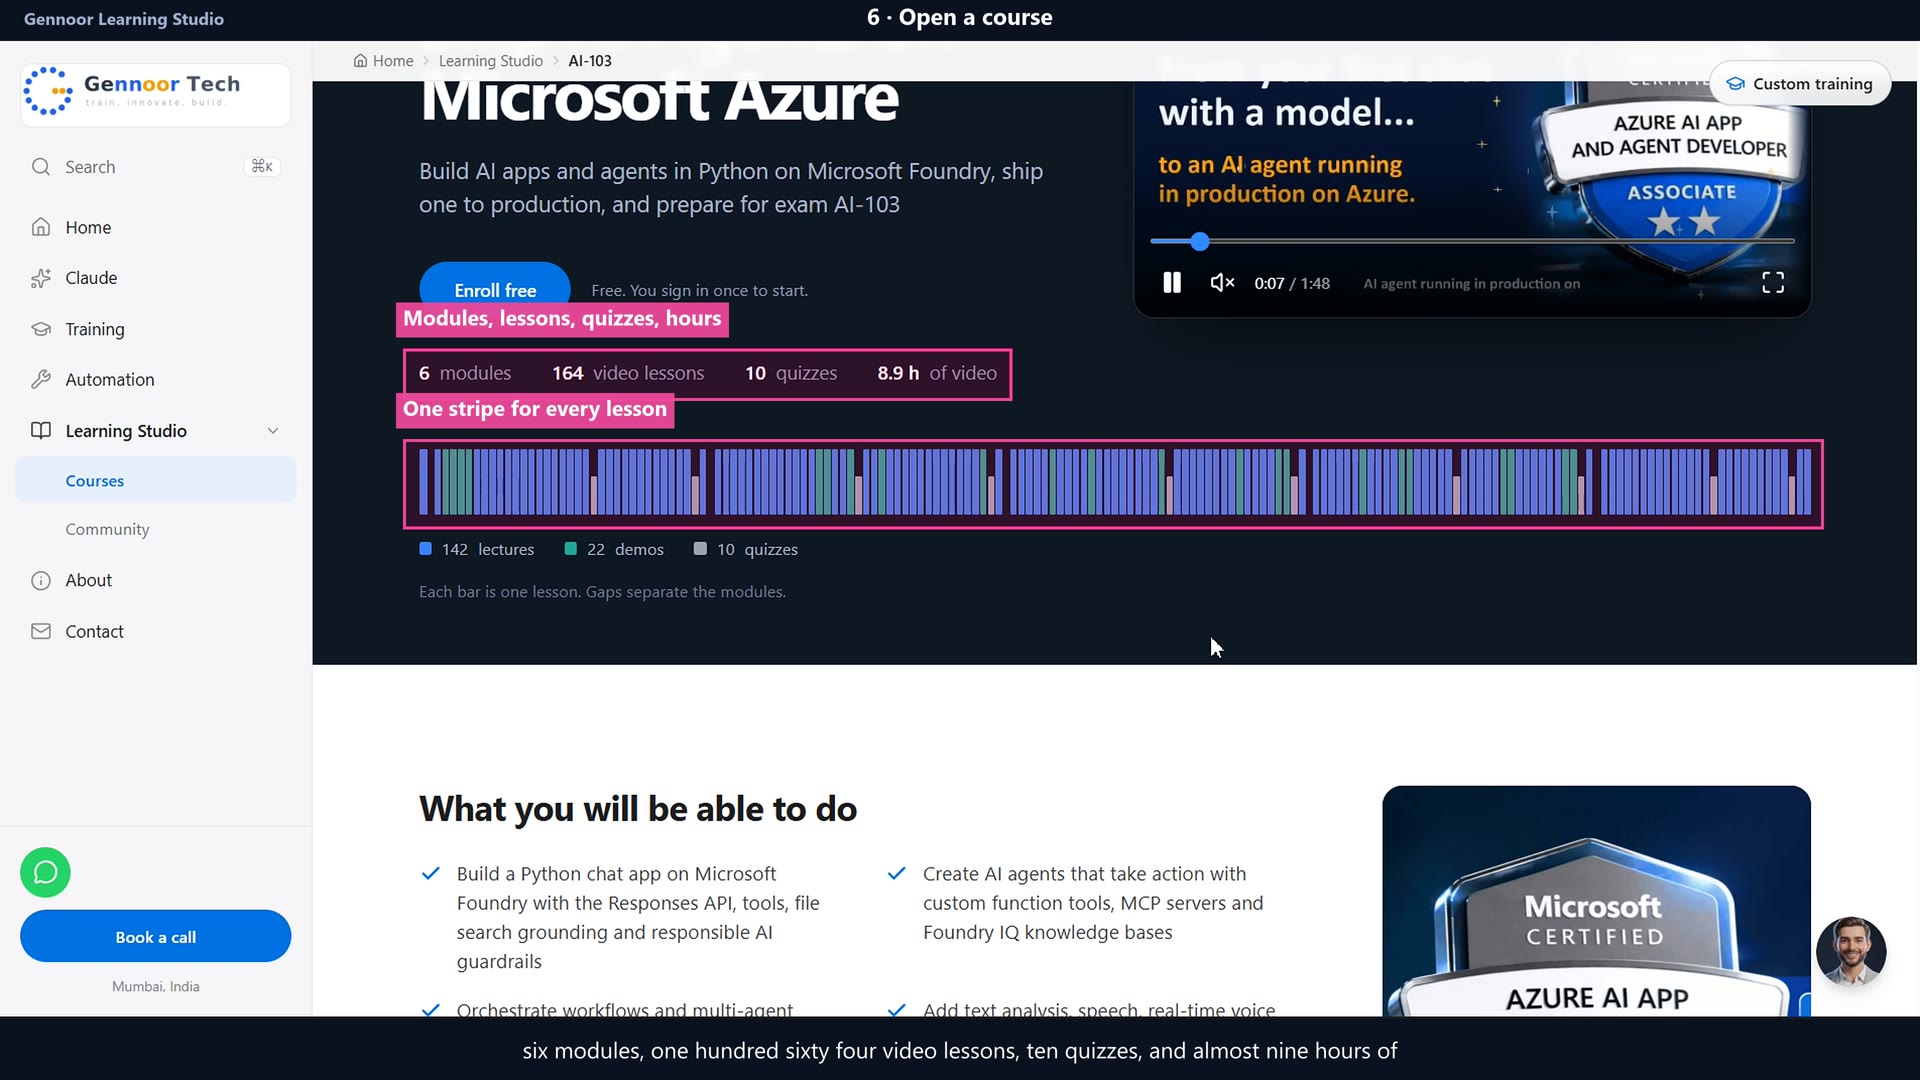 Gennoor Learning Studio
6 · Open a course
Gennoor Tech
train. innovate. build.
Search
⌘K
Home
Claude
Training
Automation
Learning Studio
Courses
Community
About
Contact
Book a call
Mumbai, India
Home > Learning Studio > AI-103
Custom training
Microsoft Azure
Build AI apps and agents in Python on Microsoft Foundry, ship
one to production, and prepare for exam AI-103
Enroll free
Free. You sign in once to start.
with a model...
to an AI agent running
in production on Azure.
AZURE AI APP
AND AGENT DEVELOPER
ASSOCIATE
0:07 / 1:48
AI agent running in production on
Modules, lessons, quizzes, hours
6 modules 164 video lessons 10 quizzes 8.9 h of video
One stripe for every lesson
142 lectures 22 demos 10 quizzes
Each bar is one lesson. Gaps separate the modules.
What you will be able to do
Build a Python chat app on Microsoft
Foundry with the Responses API, tools, file
search grounding and responsible AI
guardrails
Create AI agents that take action with
custom function tools, MCP servers and
Foundry IQ knowledge bases
Orchestrate workflows and multi-agent
Add text analysis, speech, real-time voice
Microsoft
CERTIFIED
AZURE AI APP
six modules, one hundred sixty four video lessons, ten quizzes, and almost nine hours of